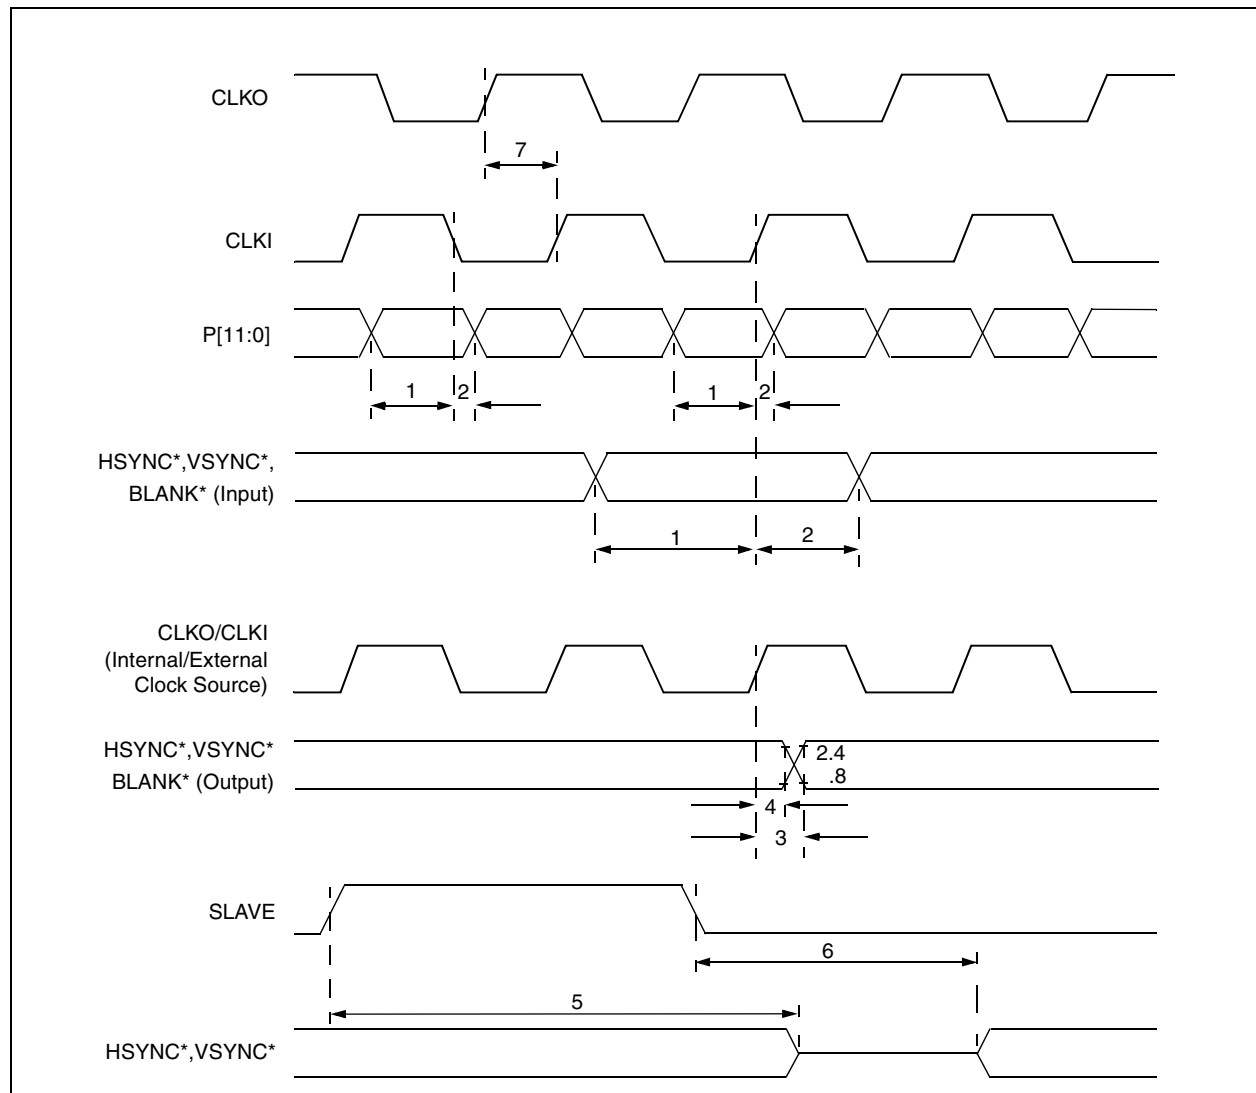 CLKO
7
CLKI
P[11:0]
1
2
1
2
HSYNC*,VSYNC*,
BLANK* (Input)
1
2
CLKO/CLKI
(Internal/External
Clock Source)
HSYNC*,VSYNC*
BLANK* (Output)
2.4
.8
4
3
SLAVE
6
5
HSYNC*,VSYNC*